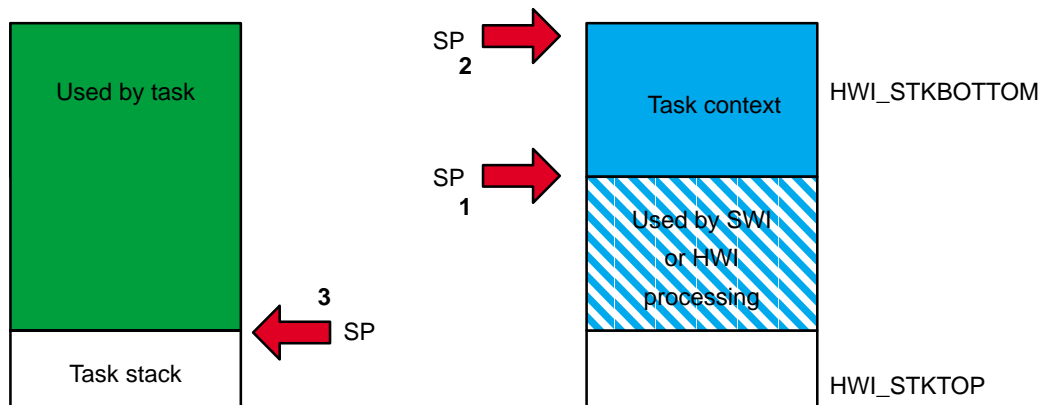 Used by task
3
SP
Task stack
SP
2
Task context
HWI_STKBOTTOM
SP
1
Used by SWI
or HWI
processing
HWI_STKTOP